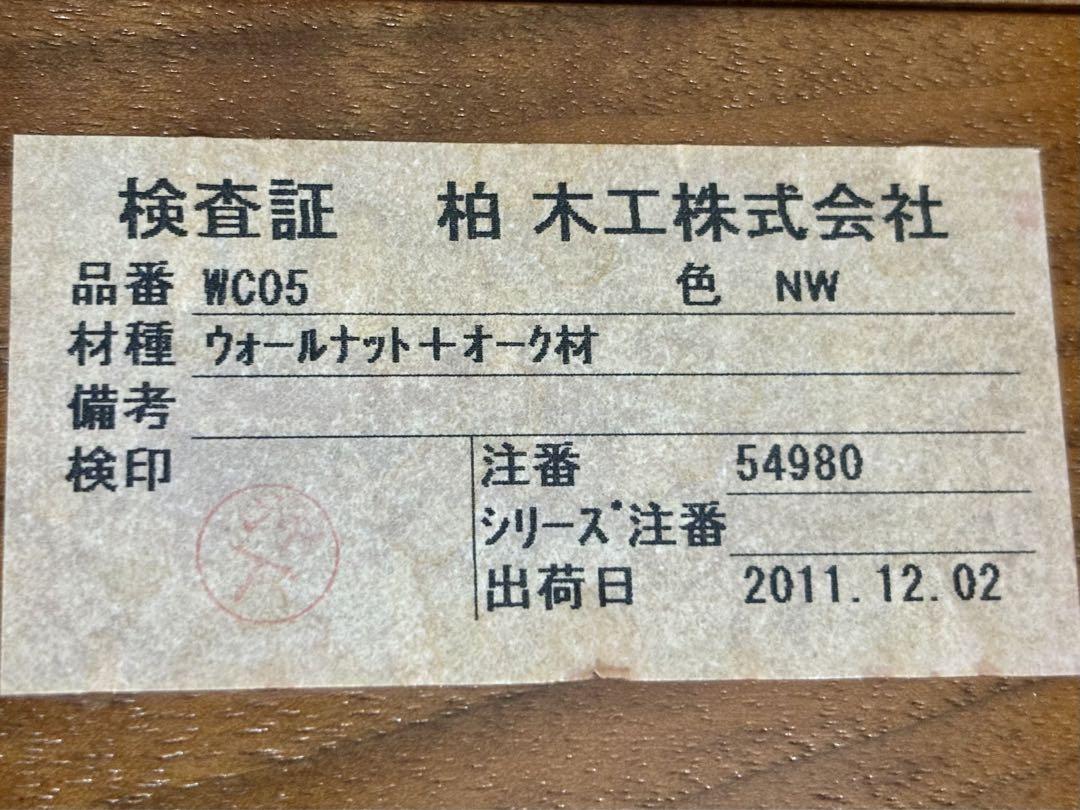 検査証 柏 木工株式会社
品番 WC05 色 NW
材種 ウォールナット+オーク材
備考
検印
注番 54980
シリーズ注番
出荷日 2011.12.02